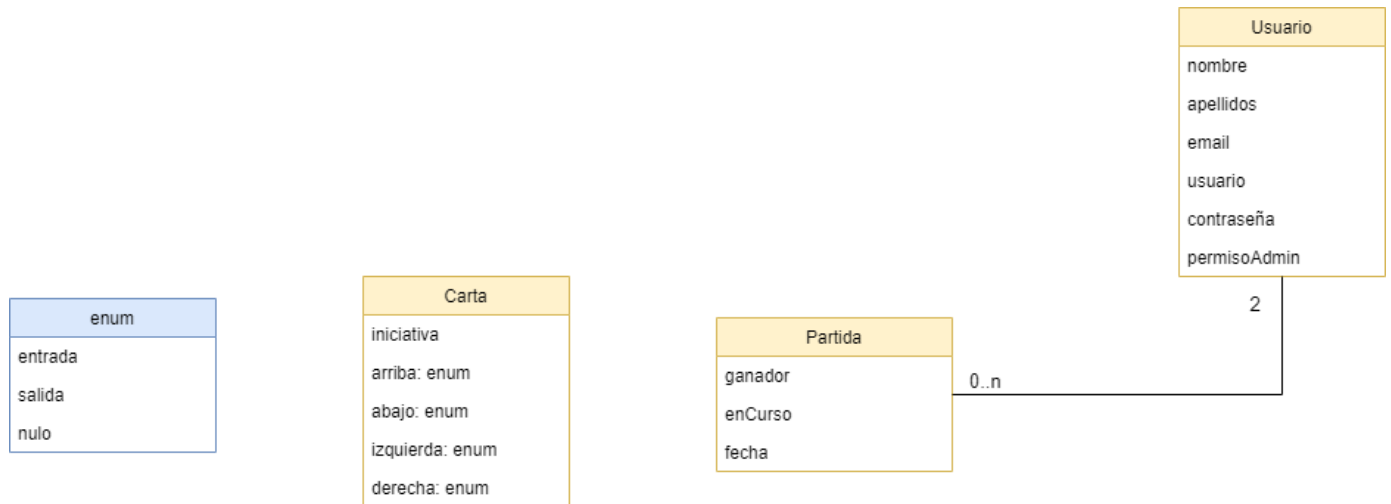 Usuario
nombre
apellidos
email
usuario
contraseña
permisoAdmin
2
enum
entrada
salida
nulo
Carta
iniciativa
arriba: enum
abajo: enum
izquierda: enum
derecha: enum
Partida
ganador
enCurso
fecha
0..n